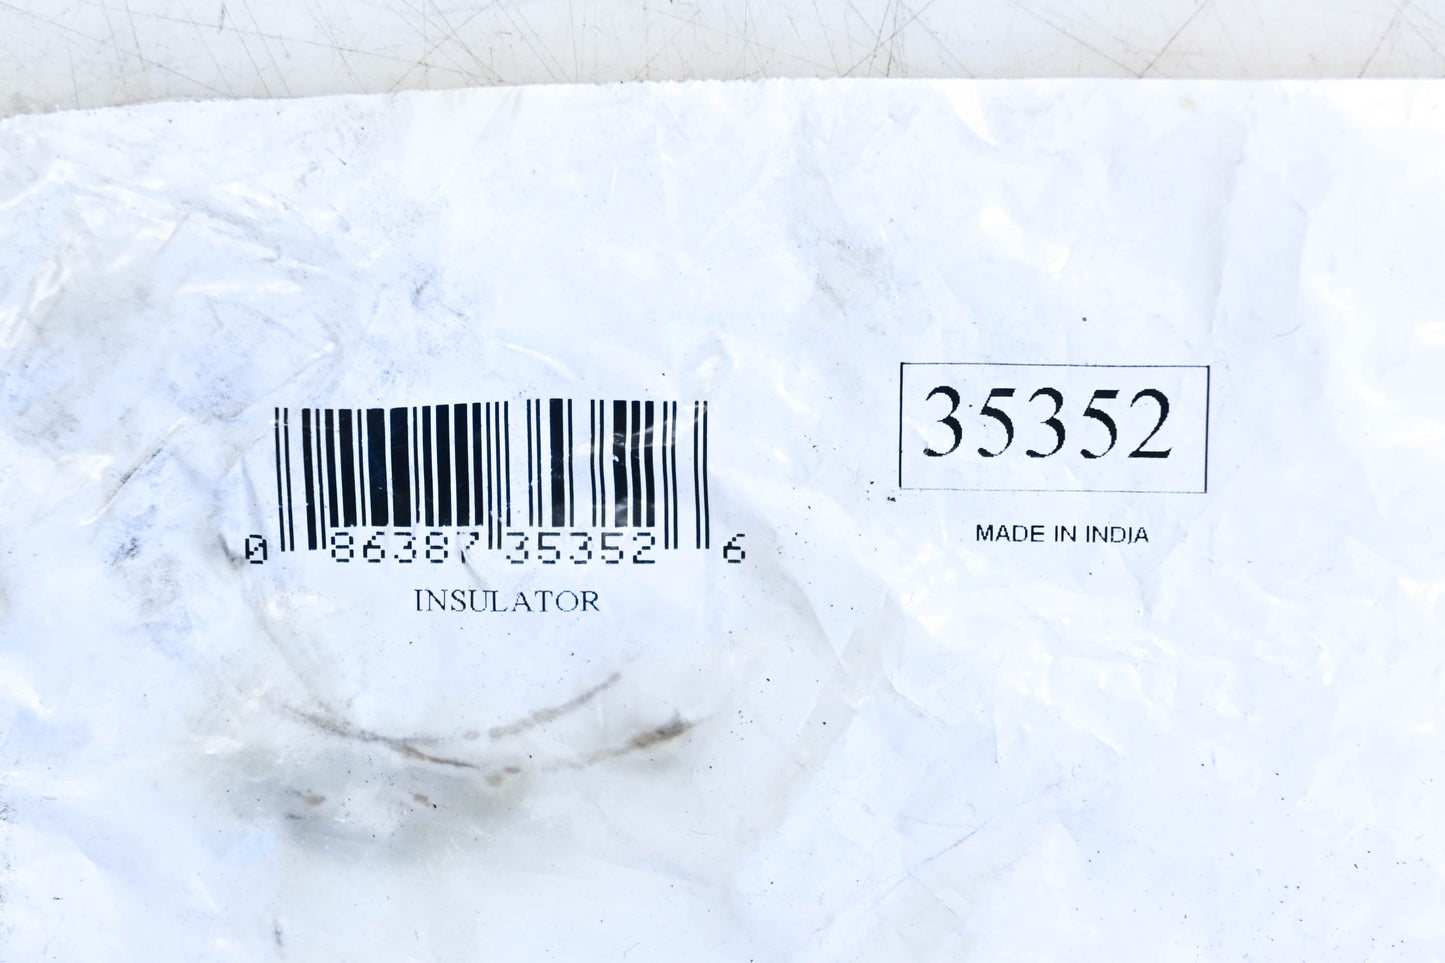 35352
MADE IN INDIA
0 86387 35352 6
INSULATOR